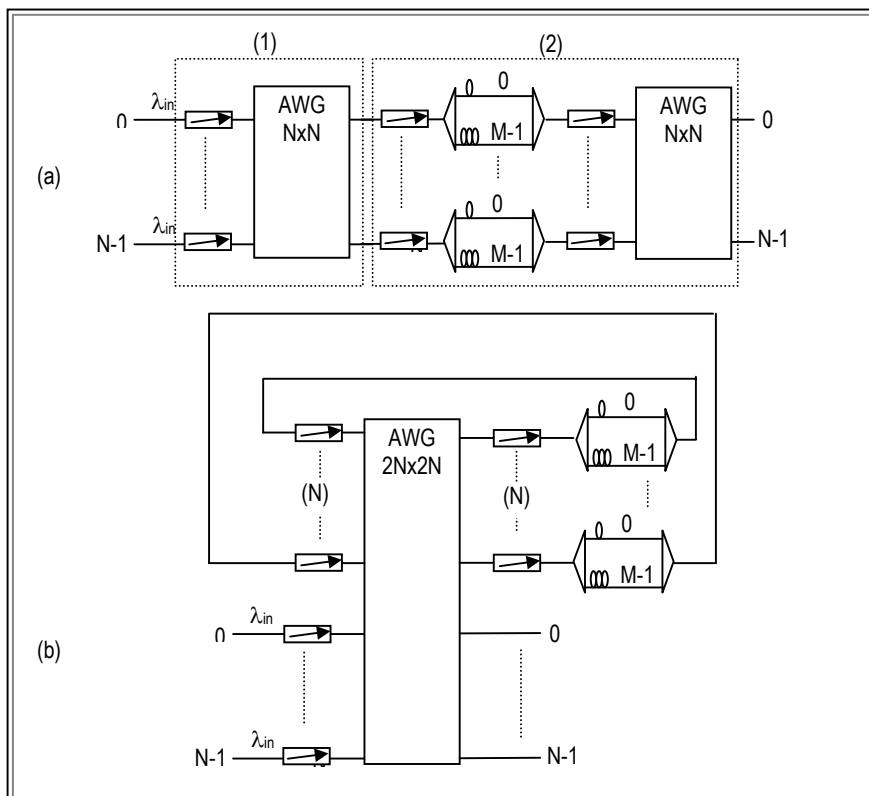 (1) (2)
0
λin AWG NxN AWG NxN
0 M-1 0
(a)
0
N-1 λin M-1 N-1
0
AWG 2Nx2N M-1
(N) (N)
0
M-1
λin
0 0
(b)
λin
N-1 N-1